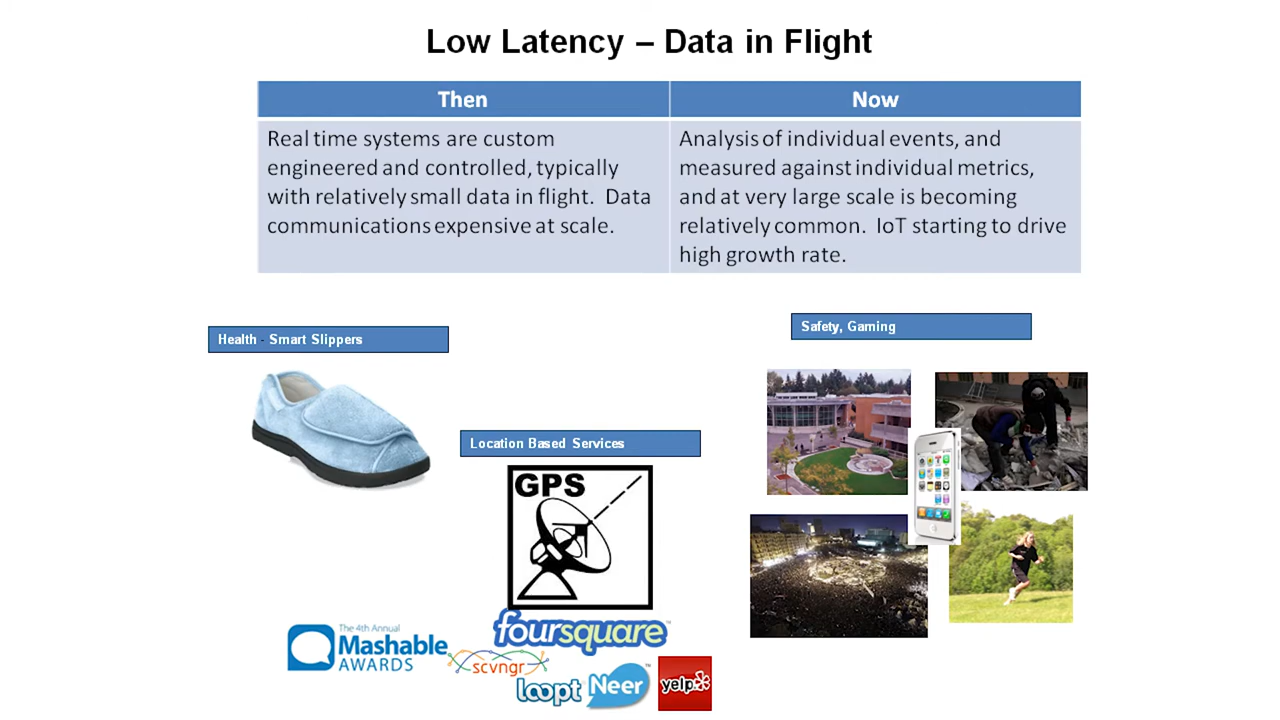 Low Latency – Data in Flight
Then
Now
Real time systems are custom
engineered and controlled, typically
with relatively small data in flight. Data
communications expensive at scale.
Analysis of individual events, and
measured against individual metrics,
and at very large scale is becoming
relatively common. IoT starting to drive
high growth rate.
Health - Smart Slippers
Safety, Gaming
Location Based Services
GPS
foursquare
The 4th Annual
Mashable
AWARDS
scvngr
loopt
Neer
yelp